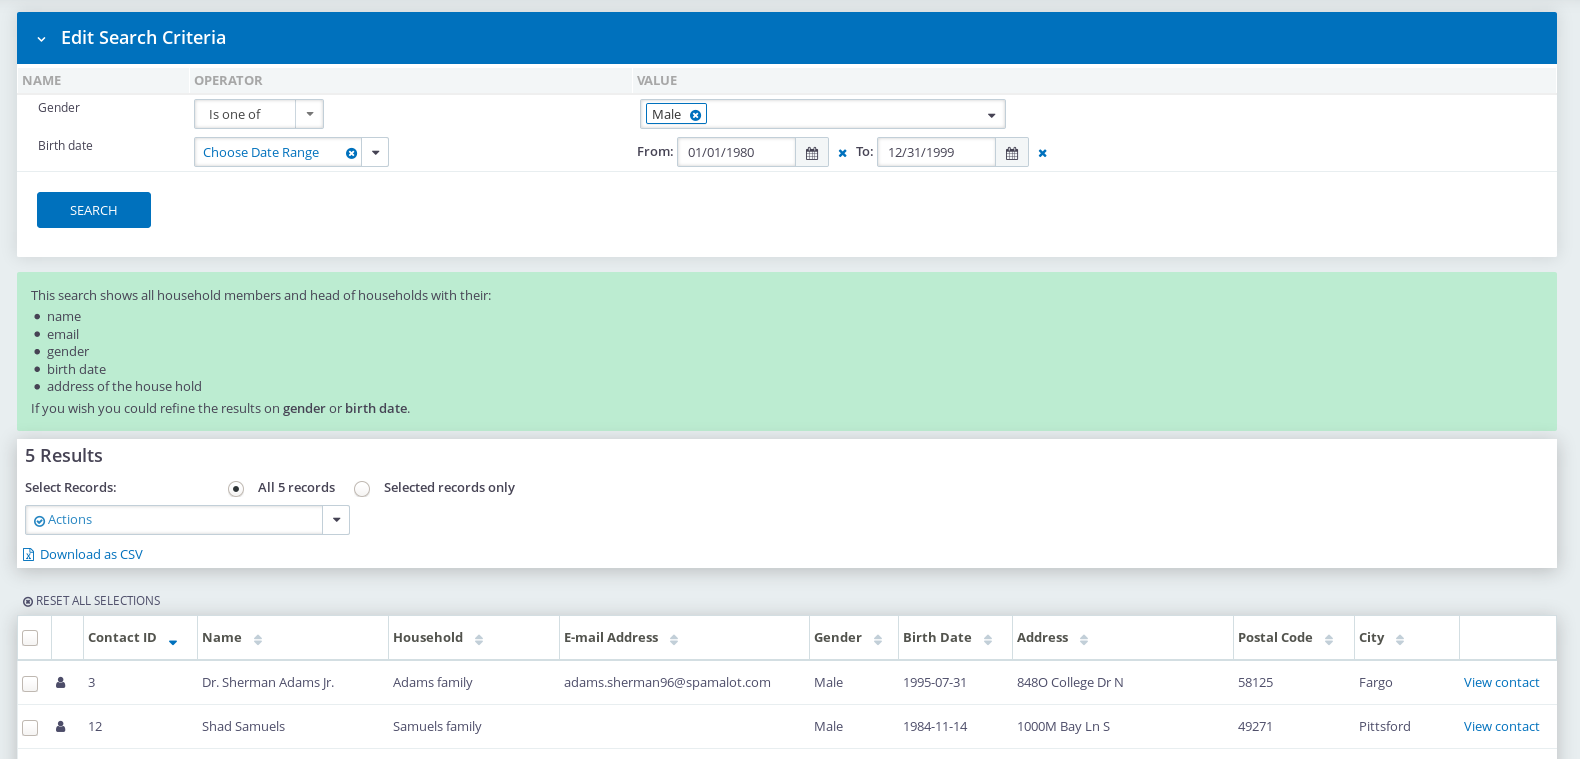 Edit Search Criteria
NAME OPERATOR VALUE
Gender Is one of Male
Birth date Choose Date Range From: 01/01/1980 To: 12/31/1999
SEARCH
This search shows all household members and head of households with their:
name
email
gender
birth date
address of the house hold
If you wish you could refine the results on gender or birth date.
5 Results
Select Records: All 5 records Selected records only
Actions
Download as CSV
RESET ALL SELECTIONS
Contact ID Name Household E-mail Address Gender Birth Date Address Postal Code City
3 Dr. Sherman Adams Jr. Adams family adams.sherman96@spamalot.com Male 1995-07-31 848O College Dr N 58125 Fargo View contact
12 Shad Samuels Samuels family Male 1984-11-14 1000M Bay Ln S 49271 Pittsford View contact